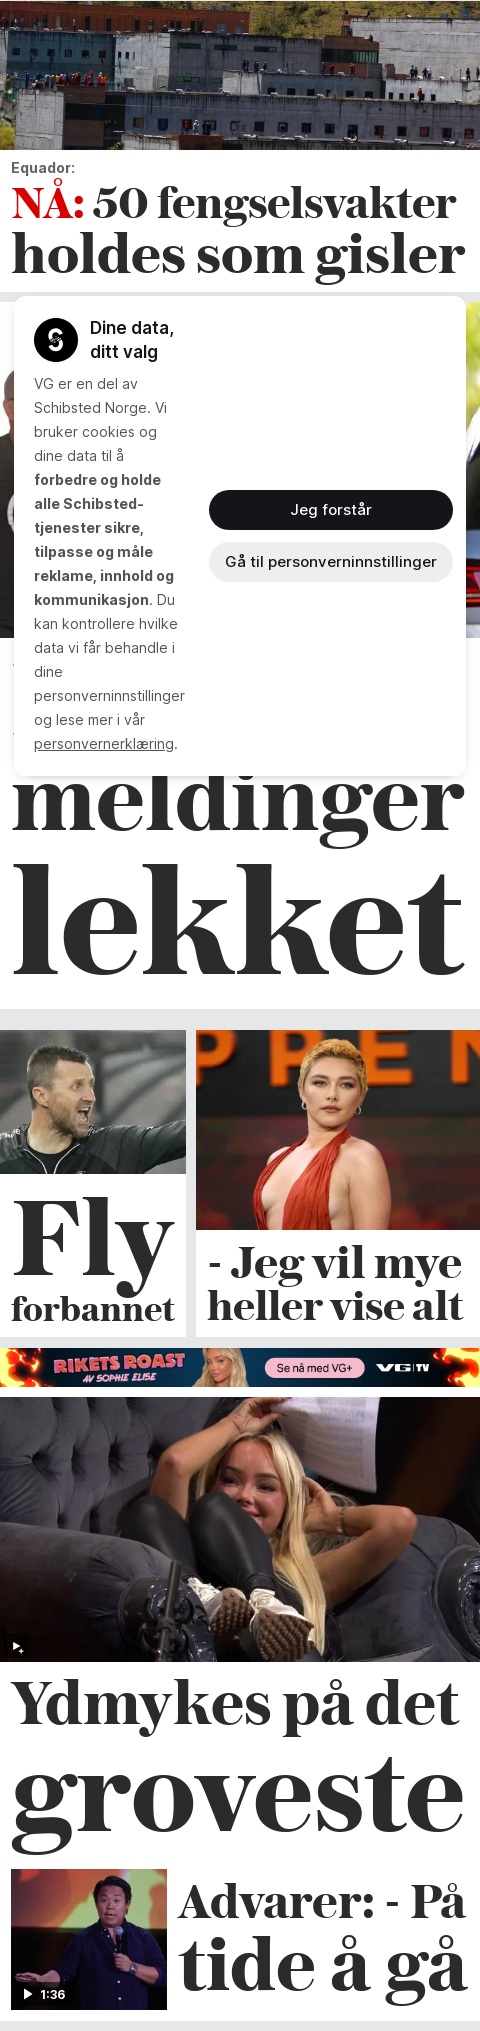 Equador:
NÅ: 50 fengselsvakter
holdes som gisler
Dine data,
ditt valg
VG er en del av
Schibsted Norge. Vi
bruker cookies og
dine data til å
forbedre og holde
alle Schibsted-
tjenester sikre,
tilpasse og måle
reklame, innhold og
kommunikasjon. Du
kan kontrollere hvilke
data vi får behandle i
dine
personverninnstillinger
og lese mer i vår
personvernerklæring.
Jeg forstår
Gå til personverninnstillinger
meldinger
lekket
Fly
forbannet
- Jeg vil mye
heller vise alt
RIKETS ROAST
AV SOPHIE ELISE
Se nå med VG+
VG TV
Ydmykes på det
groveste
1:36
Advarer: - På
tide å gå